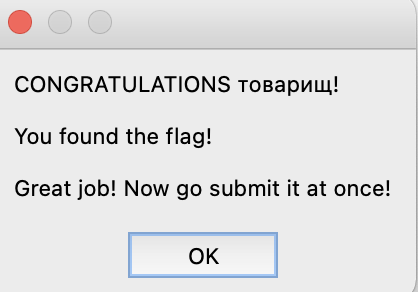 CONGRATULATIONS товарищ!
You found the flag!
Great job! Now go submit it at once!
OK